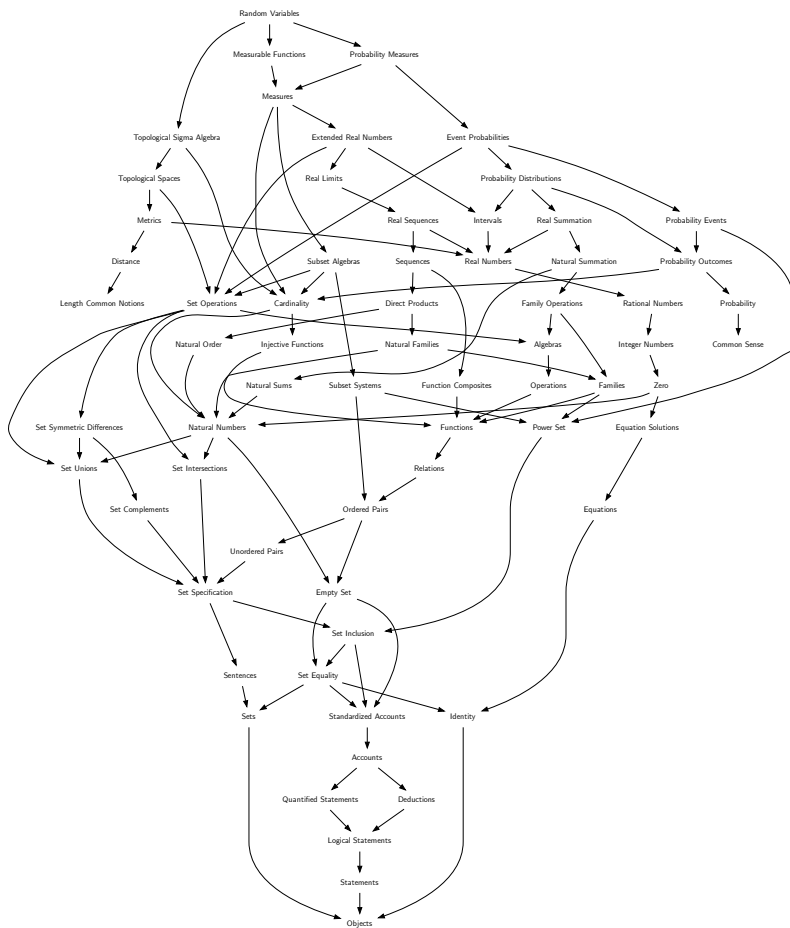 Random Variables
Measurable Functions
Probability Measures
Measures
Topological Sigma Algebra
Extended Real Numbers
Event Probabilities
Topological Spaces
Real Limits
Probability Distributions
Metrics
Real Sequences
Intervals
Real Summation
Probability Events
Distance
Subset Algebras
Sequences
Real Numbers
Natural Summation
Probability Outcomes
Length Common Notions
Set Operations
Cardinality
Direct Products
Family Operations
Rational Numbers
Probability
Natural Order
Injective Functions
Natural Families
Algebras
Integer Numbers
Common Sense
Natural Sums
Subset Systems
Function Composites
Operations
Families
Zero
Set Symmetric Differences
Natural Numbers
Functions
Power Set
Equation Solutions
Set Unions
Set Intersections
Relations
Set Complements
Ordered Pairs
Equations
Unordered Pairs
Set Specification
Empty Set
Set Inclusion
Sentences
Set Equality
Sets
Standardized Accounts
Identity
Accounts
Quantified Statements
Deductions
Logical Statements
Statements
Objects